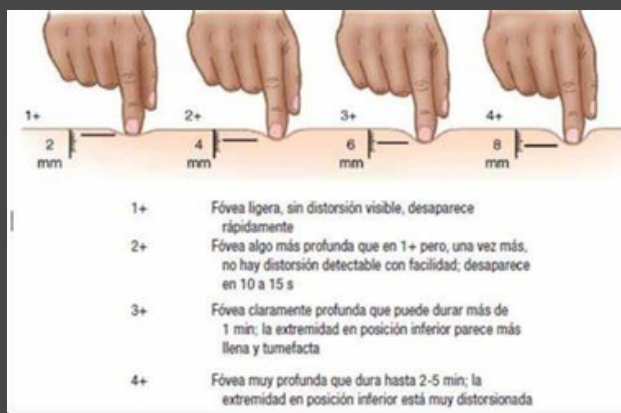 1+ 2+ 3+ 4+
2 4 6 8
mm mm mm mm
1+ Fóvea ligera, sin distorsión visible, desaparece
rápidamente
2+ Fóvea algo más profunda que en 1+ pero, una vez más,
no hay distorsión detectable con facilidad; desaparece
en 10 a 15 s
3+ Fóvea claramente profunda que puede durar más de
1 min; la extremidad en posición inferior parece más
llena y tumefacta
4+ Fóvea muy profunda que dura hasta 2-5 min; la
extremidad en posición inferior está muy distorsionada